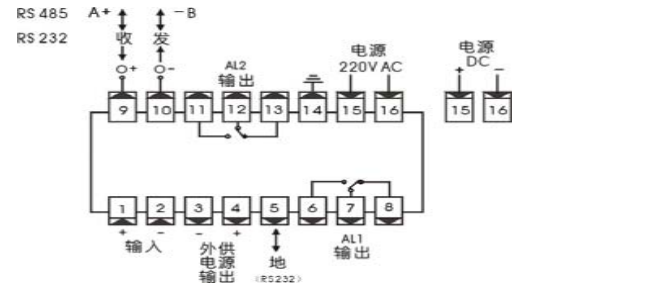 RS 485 A+ -B
RS 232 收 发
+ -
AL2
输出
电源
220V AC
电源
DC
+ -
9 10 11 12 13 14 15 16 15 16
1 2 3 4 5 6 7 8
+ - - +
输入
外供
电源
输出
地
(RS232)
AL1
输出